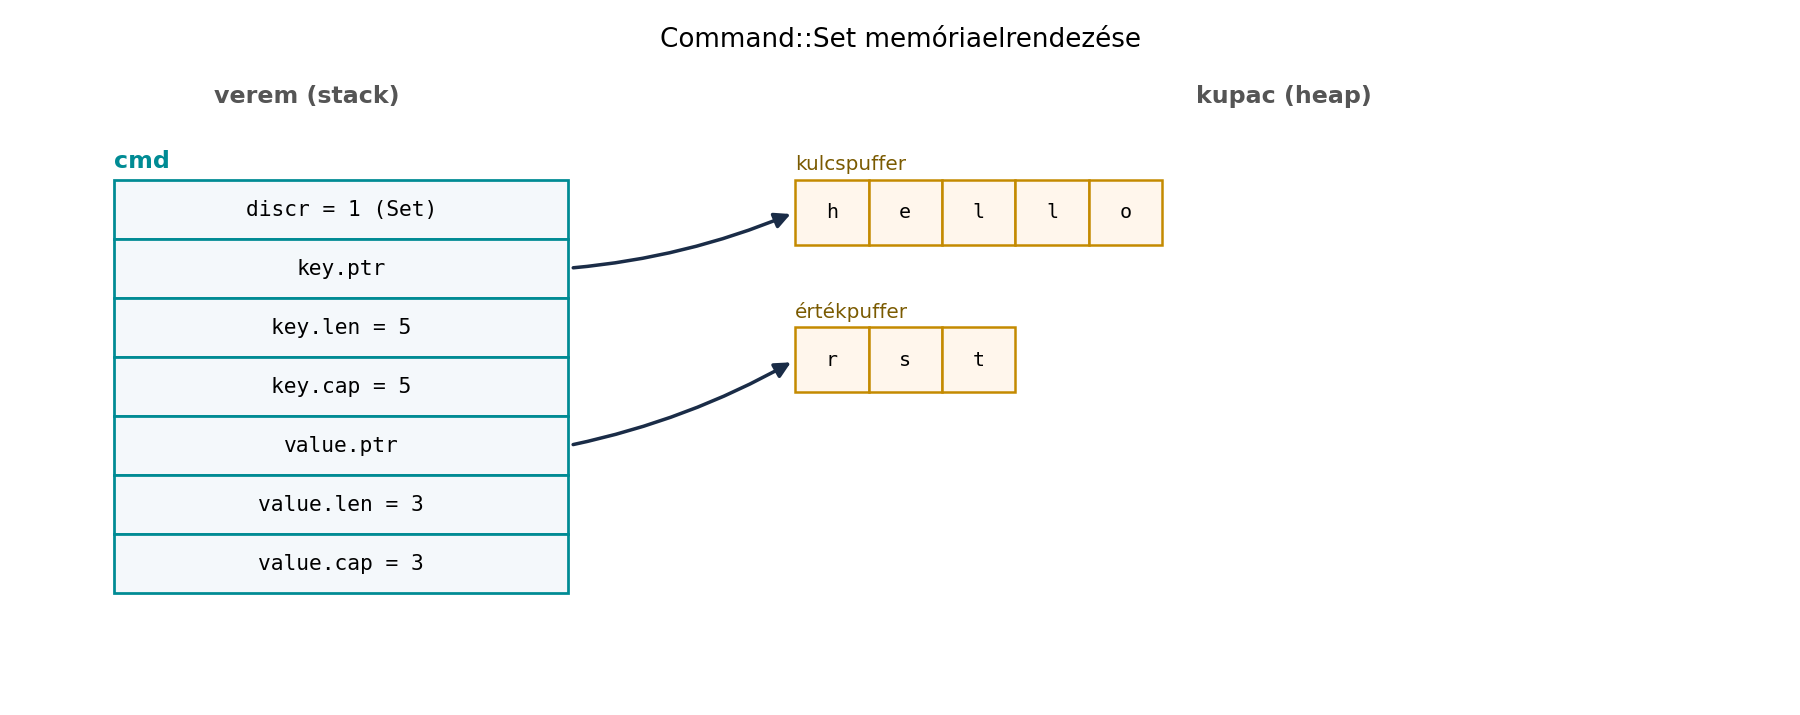 Command::Set memóriaelrendezése
verem (stack)
kupac (heap)
cmd
discr = 1 (Set)
key.ptr
key.len = 5
key.cap = 5
value.ptr
value.len = 3
value.cap = 3
kulcspuffer
h e l l o
értékpuffer
r s t